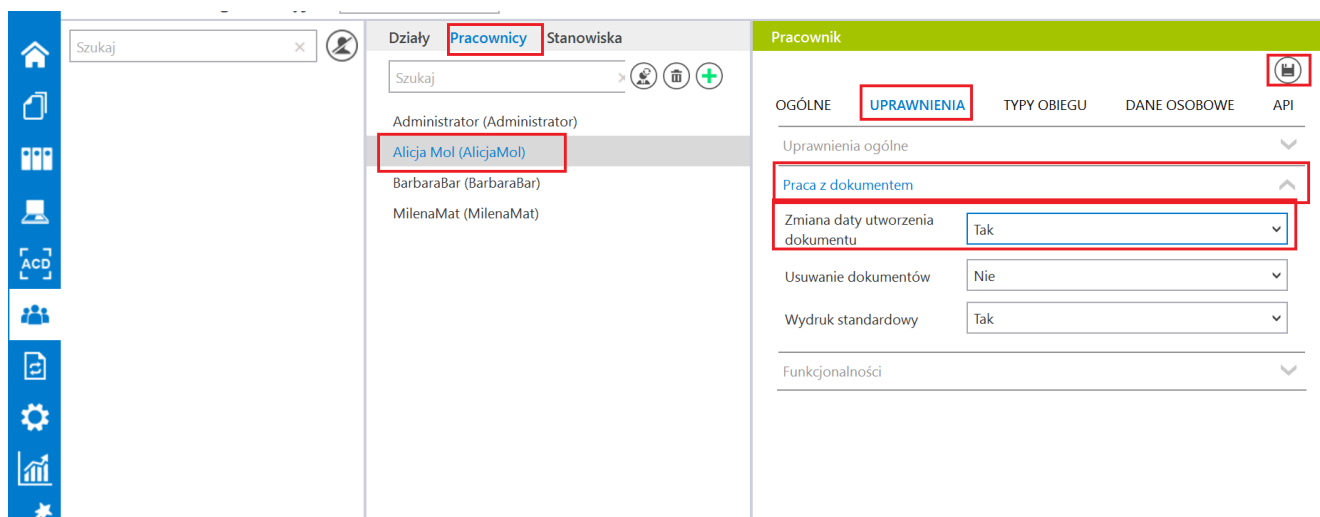 Szukaj
Działy Pracownicy Stanowiska
Szukaj
Administrator (Administrator)
Alicja Mol (AlicjaMol)
BarbaraBar (BarbaraBar)
MilenaMat (MilenaMat)
Pracownik
OGÓLNE UPRAWNIENIA TYPY OBIEGU DANE OSOBOWE API
Uprawnienia ogólne
Praca z dokumentem
Zmiana daty utworzenia
dokumentu
Tak
Usuwanie dokumentów Nie
Wydruk standardowy Tak
Funkcjonalności
ACD